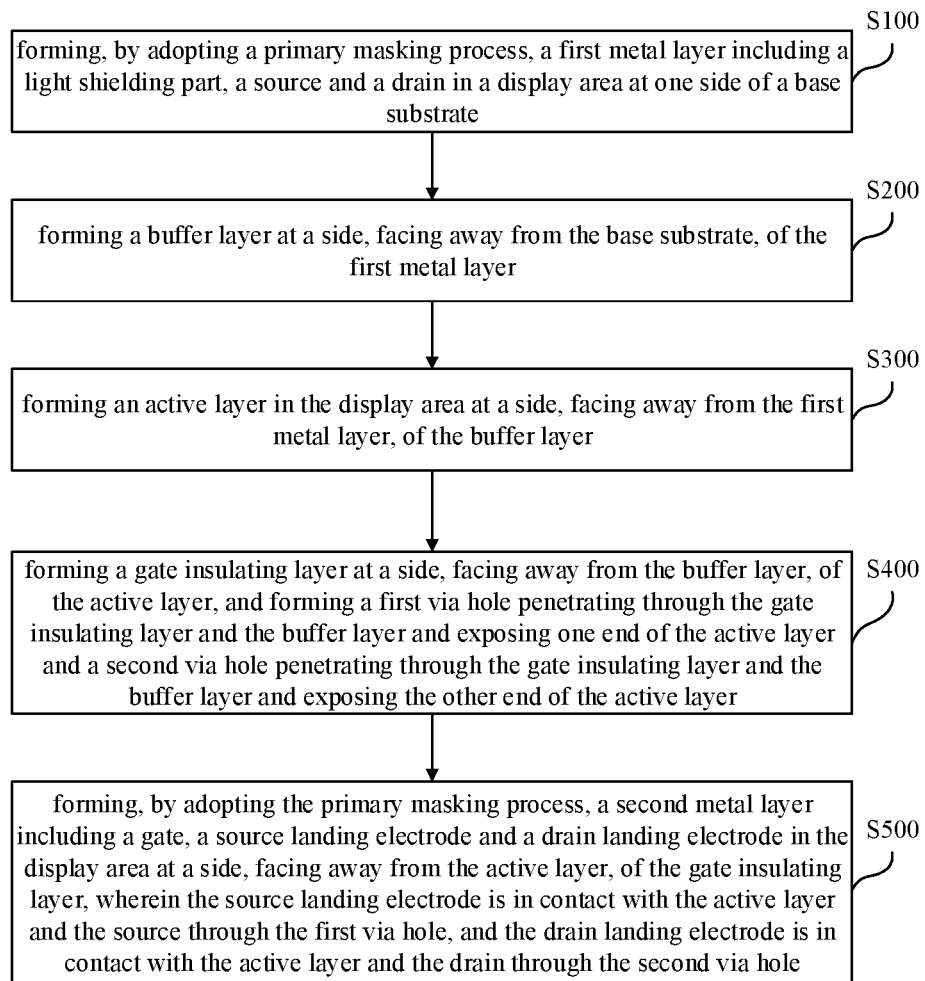 S100
forming, by adopting a primary masking process, a first metal layer including a
light shielding part, a source and a drain in a display area at one side of a base
substrate
S200
forming a buffer layer at a side, facing away from the base substrate, of the
first metal layer
S300
forming an active layer in the display area at a side, facing away from the first
metal layer, of the buffer layer
S400
forming a gate insulating layer at a side, facing away from the buffer layer, of
the active layer, and forming a first via hole penetrating through the gate
insulating layer and the buffer layer and exposing one end of the active layer
and a second via hole penetrating through the gate insulating layer and the
buffer layer and exposing the other end of the active layer
S500
forming, by adopting the primary masking process, a second metal layer
including a gate, a source landing electrode and a drain landing electrode in the
display area at a side, facing away from the active layer, of the gate insulating
layer, wherein the source landing electrode is in contact with the active layer
and the source through the first via hole, and the drain landing electrode is in
contact with the active layer and the drain through the second via hole